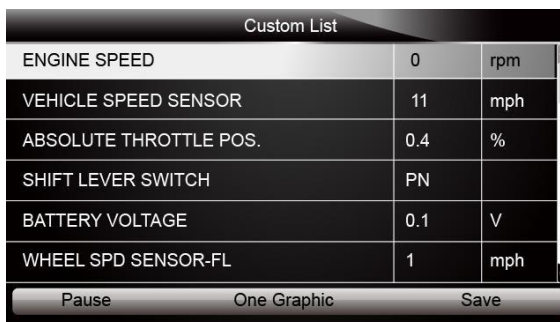 Custom List
ENGINE SPEED 0 rpm
VEHICLE SPEED SENSOR 11 mph
ABSOLUTE THROTTLE POS. 0.4 %
SHIFT LEVER SWITCH PN
BATTERY VOLTAGE 0.1 V
WHEEL SPD SENSOR-FL 1 mph
Pause One Graphic Save